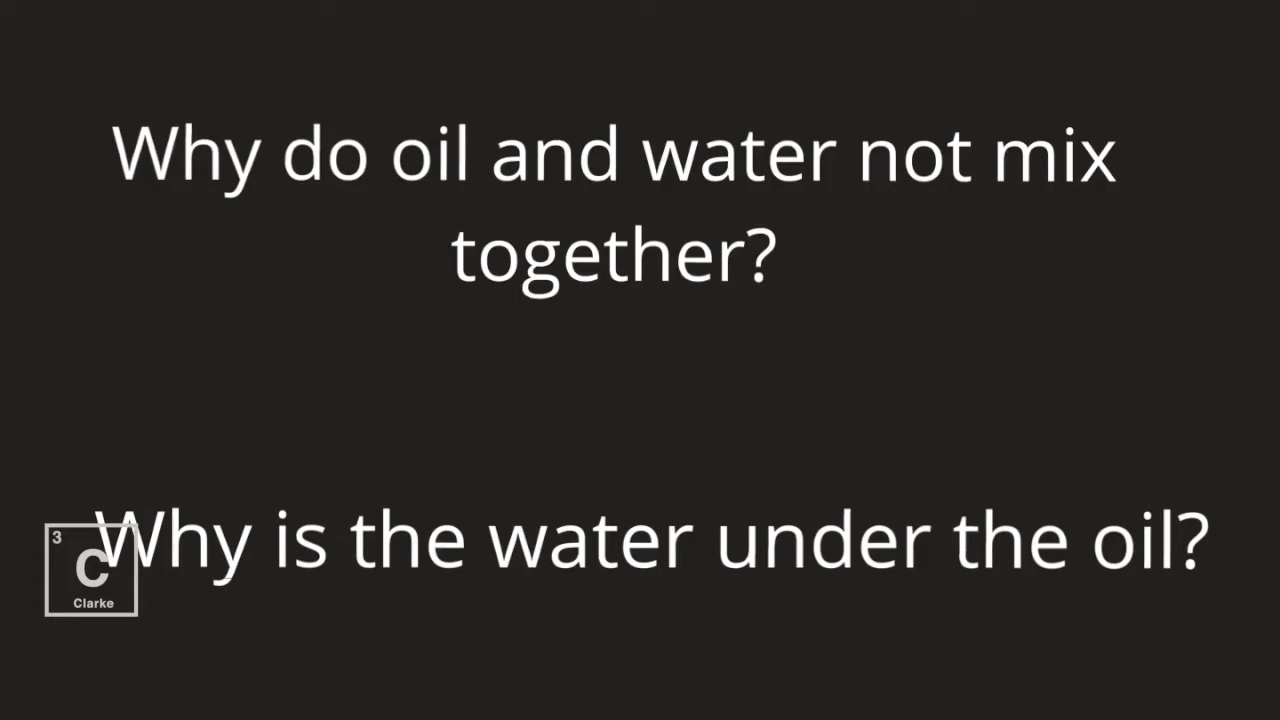 Why do oil and water not mix
together?
Why is the water under the oil?
3
C
Clarke